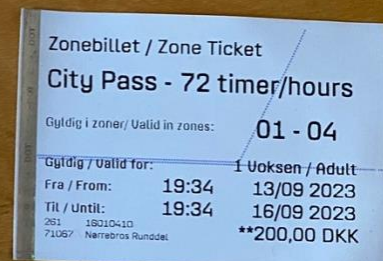 Zonebillet / Zone Ticket
City Pass - 72 timer/hours
Gyldig i zoner/ Valid in zones: 01 - 04
Gyldig / Valid for: 1 Voksen / Adult
Fra / From: 19:34 13/09 2023
Til / Until: 19:34 16/09 2023
261 16010410
71067 Nørrebros Runddel **200,00 DKK